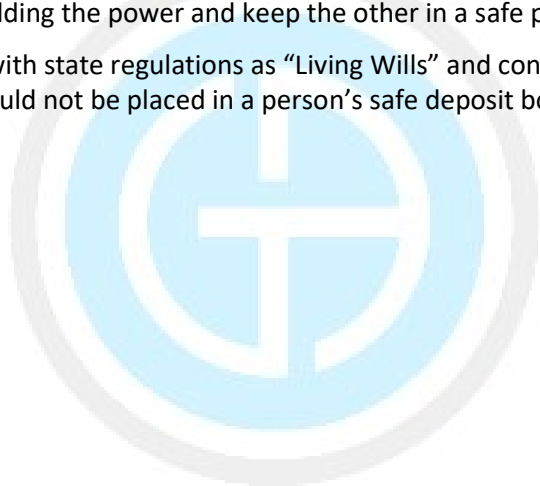 lding the power and keep the other in a safe p
with state regulations as “Living Wills” and con
uld not be placed in a person’s safe deposit bo